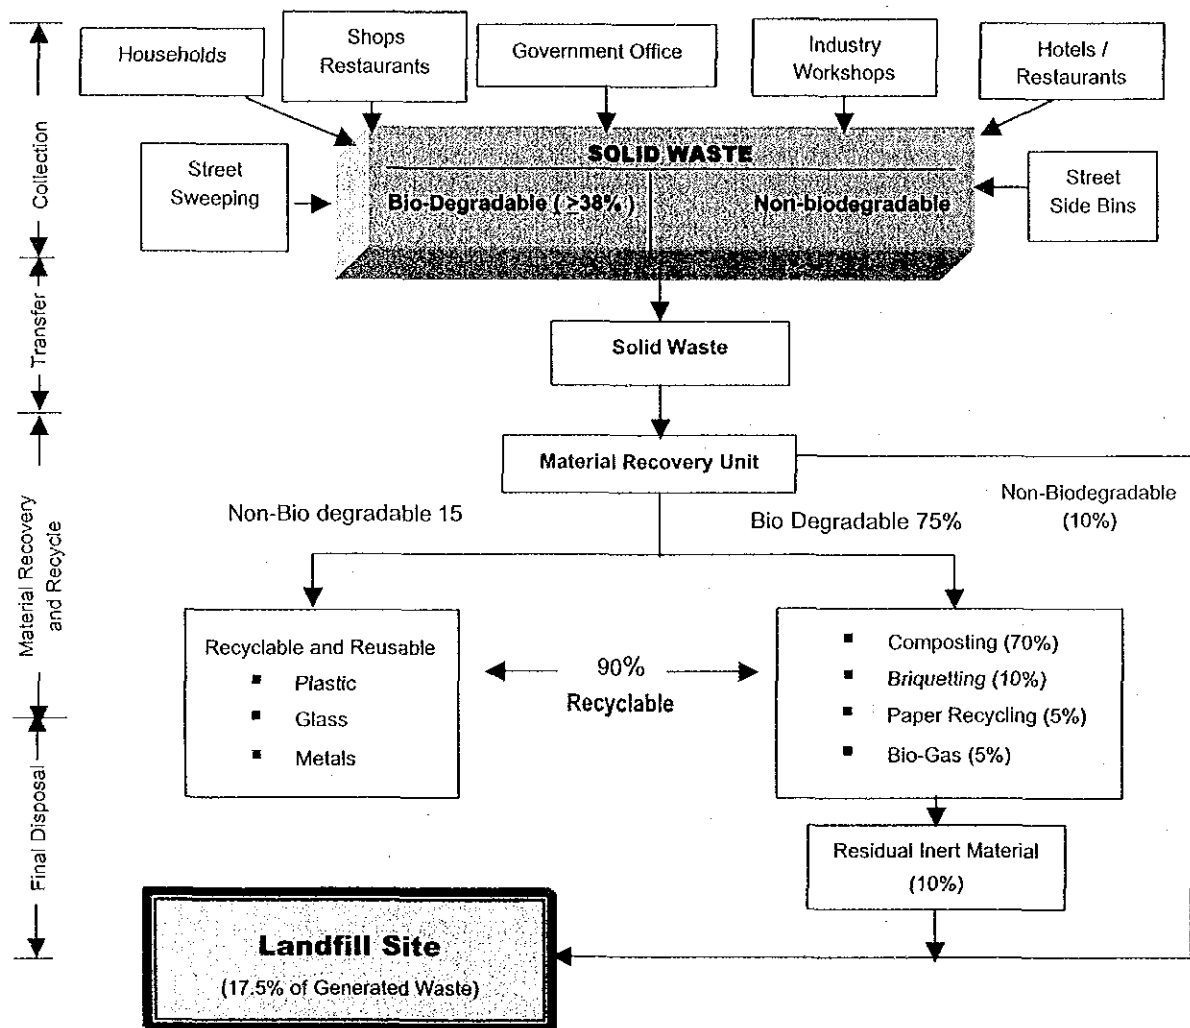 Households
Shops
Restaurants
Government Office
Industry
Workshops
Hotels /
Restaurants
Collection
Street
Sweeping
SOLID WASTE
Bio-Degradable ( ≥38% )
Non-biodegradable
Street
Side Bins
Transfer
Solid Waste
Material Recovery
and Recycle
Material Recovery Unit
Non-Bio degradable 15
Bio Degradable 75%
Non-Biodegradable
(10%)
Recyclable and Reusable
▪ Plastic
▪ Glass
▪ Metals
90%
Recyclable
▪ Composting (70%)
▪ Briquetting (10%)
▪ Paper Recycling (5%)
▪ Bio-Gas (5%)
Final Disposal
Residual Inert Material
(10%)
Landfill Site
(17.5% of Generated Waste)